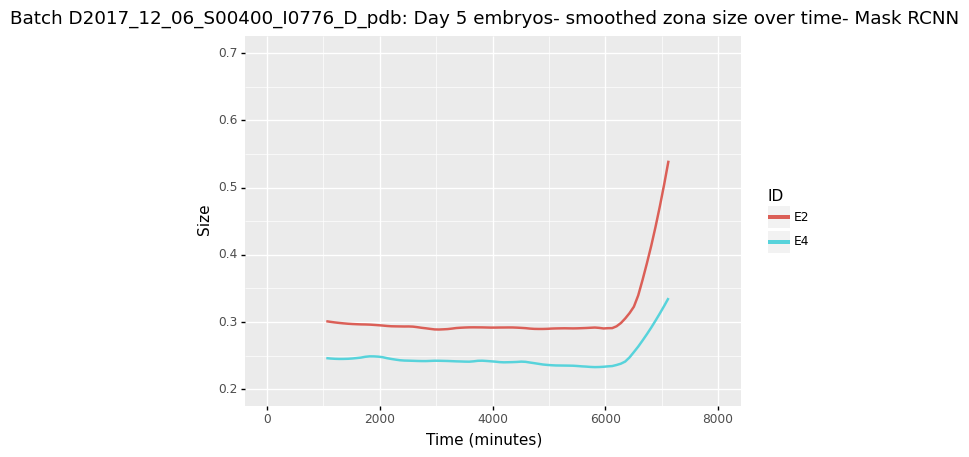 Batch D2017_12_06_S00400_I0776_D_pdb: Day 5 embryos- smoothed zona size over time- Mask RCNN
0.7
0.6
0.5
0.4
0.3
0.2
Size
0 2000 4000 6000 8000
Time (minutes)
ID
E2
E4